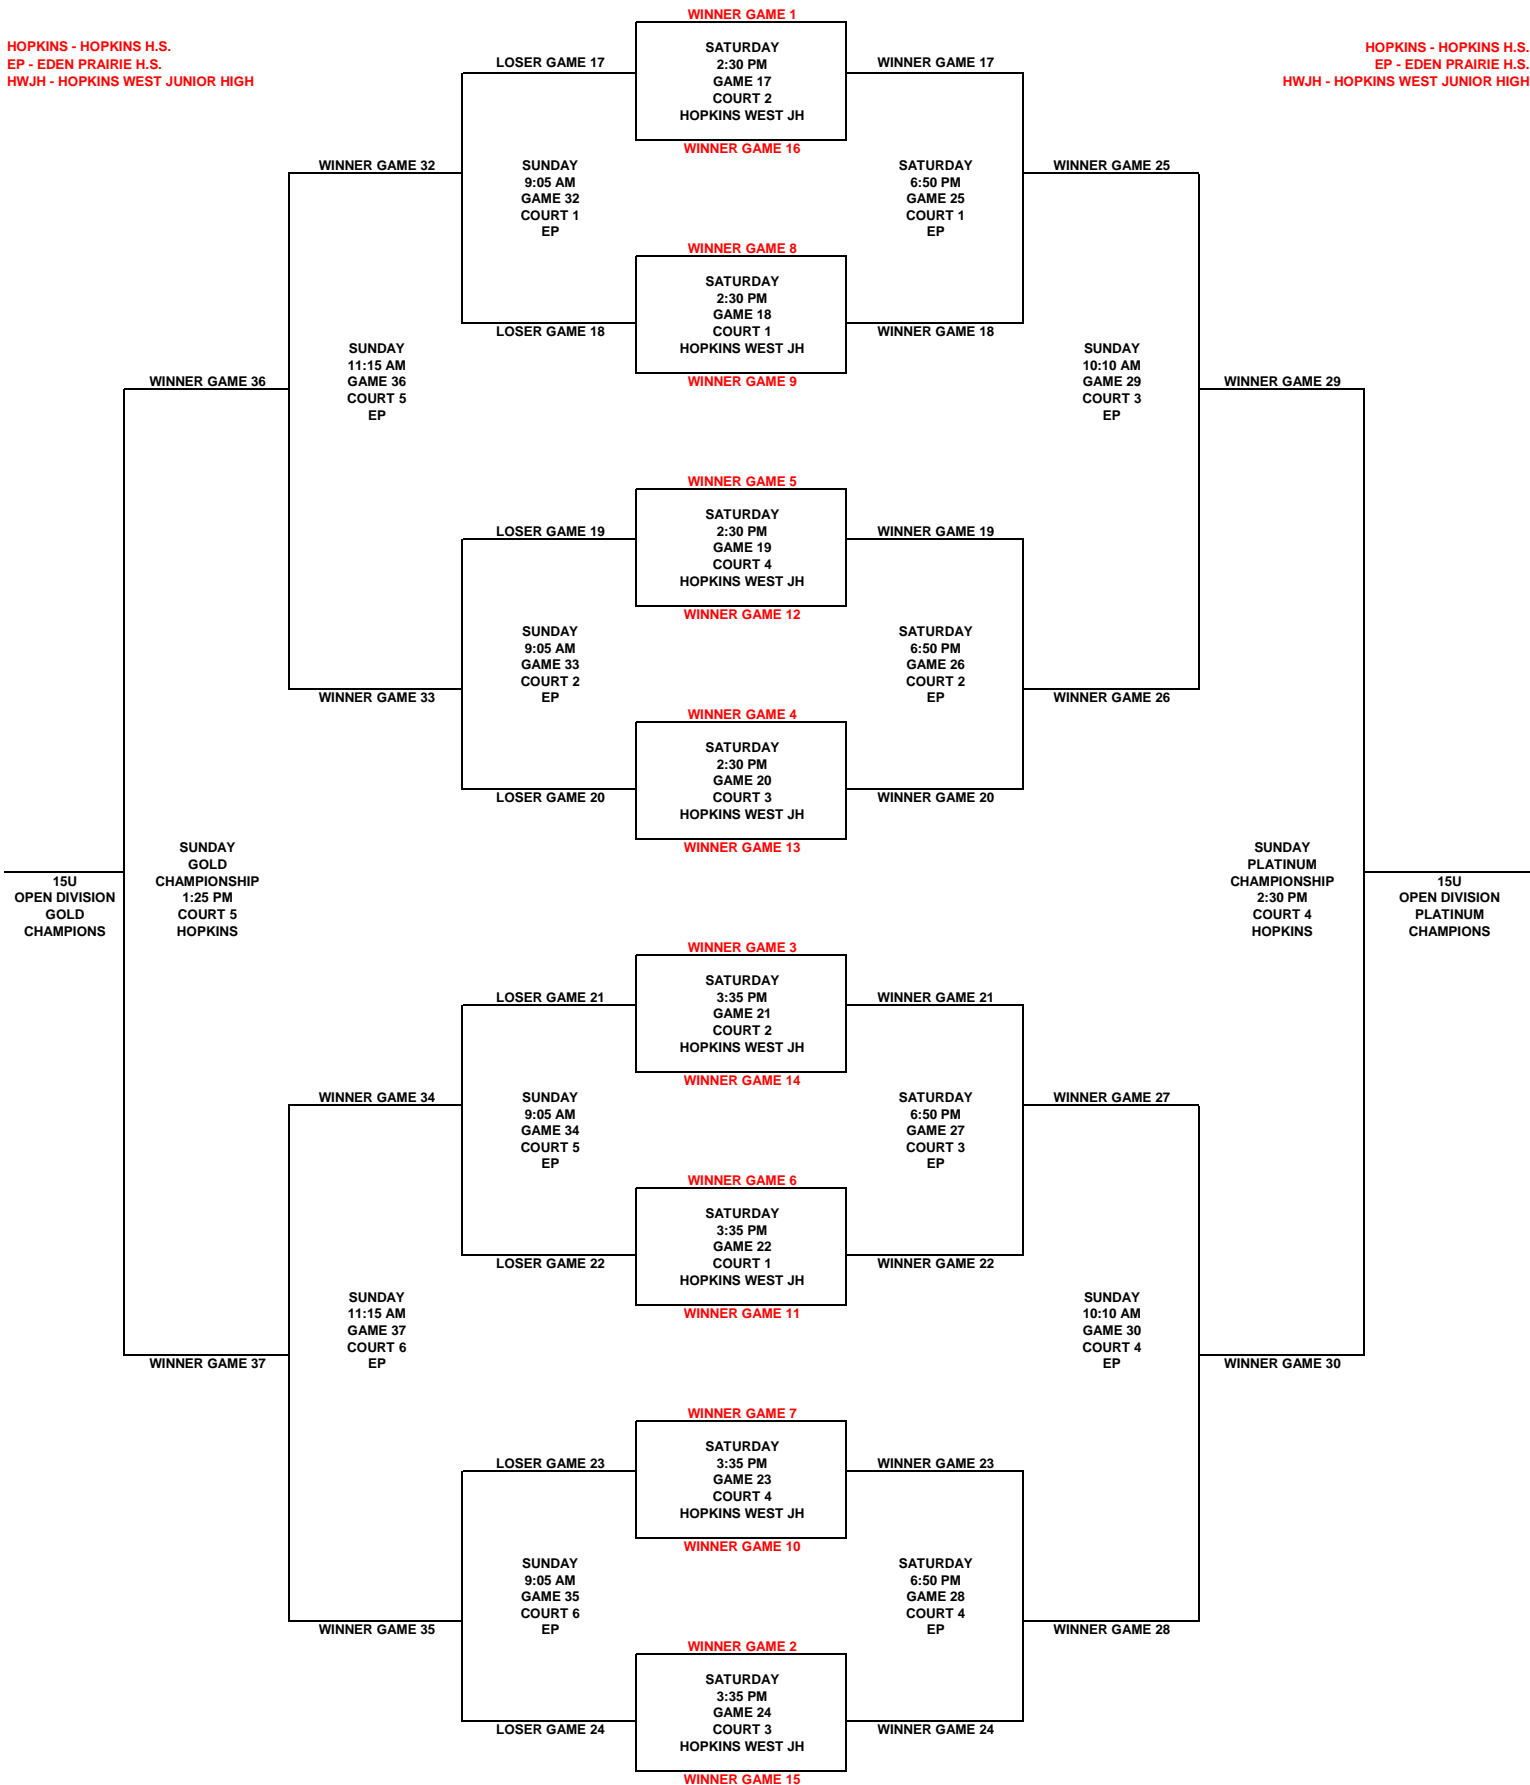 WINNER GAME 1
HOPKINS - HOPKINS H.S.
EP - EDEN PRAIRIE H.S.
HWJH - HOPKINS WEST JUNIOR HIGH
HOPKINS - HOPKINS H.S.
EP - EDEN PRAIRIE H.S.
HWJH - HOPKINS WEST JUNIOR HIGH
LOSER GAME 17
SATURDAY
2:30 PM
GAME 17
COURT 2
HOPKINS WEST JH
WINNER GAME 17
WINNER GAME 16
WINNER GAME 32
SUNDAY
9:05 AM
GAME 32
COURT 1
EP
SATURDAY
6:50 PM
GAME 25
COURT 1
EP
WINNER GAME 25
WINNER GAME 8
SATURDAY
2:30 PM
GAME 18
COURT 1
HOPKINS WEST JH
LOSER GAME 18
WINNER GAME 18
WINNER GAME 9
SUNDAY
11:15 AM
GAME 36
COURT 5
EP
SUNDAY
10:10 AM
GAME 29
COURT 3
EP
WINNER GAME 36
WINNER GAME 29
WINNER GAME 5
LOSER GAME 19
SATURDAY
2:30 PM
GAME 19
COURT 4
HOPKINS WEST JH
WINNER GAME 19
WINNER GAME 12
SUNDAY
9:05 AM
GAME 33
COURT 2
EP
SATURDAY
6:50 PM
GAME 26
COURT 2
EP
WINNER GAME 33
WINNER GAME 26
WINNER GAME 4
SATURDAY
2:30 PM
GAME 20
COURT 3
HOPKINS WEST JH
LOSER GAME 20
WINNER GAME 20
WINNER GAME 13
15U
OPEN DIVISION
GOLD
CHAMPIONS
SUNDAY
GOLD
CHAMPIONSHIP
1:25 PM
COURT 5
HOPKINS
SUNDAY
PLATINUM
CHAMPIONSHIP
2:30 PM
COURT 4
HOPKINS
15U
OPEN DIVISION
PLATINUM
CHAMPIONS
WINNER GAME 3
LOSER GAME 21
SATURDAY
3:35 PM
GAME 21
COURT 2
HOPKINS WEST JH
WINNER GAME 21
WINNER GAME 14
WINNER GAME 34
SUNDAY
9:05 AM
GAME 34
COURT 5
EP
SATURDAY
6:50 PM
GAME 27
COURT 3
EP
WINNER GAME 27
WINNER GAME 6
SATURDAY
3:35 PM
GAME 22
COURT 1
HOPKINS WEST JH
LOSER GAME 22
WINNER GAME 22
WINNER GAME 11
SUNDAY
11:15 AM
GAME 37
COURT 6
EP
SUNDAY
10:10 AM
GAME 30
COURT 4
EP
WINNER GAME 37
WINNER GAME 30
WINNER GAME 7
LOSER GAME 23
SATURDAY
3:35 PM
GAME 23
COURT 4
HOPKINS WEST JH
WINNER GAME 23
WINNER GAME 10
SUNDAY
9:05 AM
GAME 35
COURT 6
EP
SATURDAY
6:50 PM
GAME 28
COURT 4
EP
WINNER GAME 35
WINNER GAME 28
WINNER GAME 2
SATURDAY
3:35 PM
GAME 24
COURT 3
HOPKINS WEST JH
LOSER GAME 24
WINNER GAME 24
WINNER GAME 15